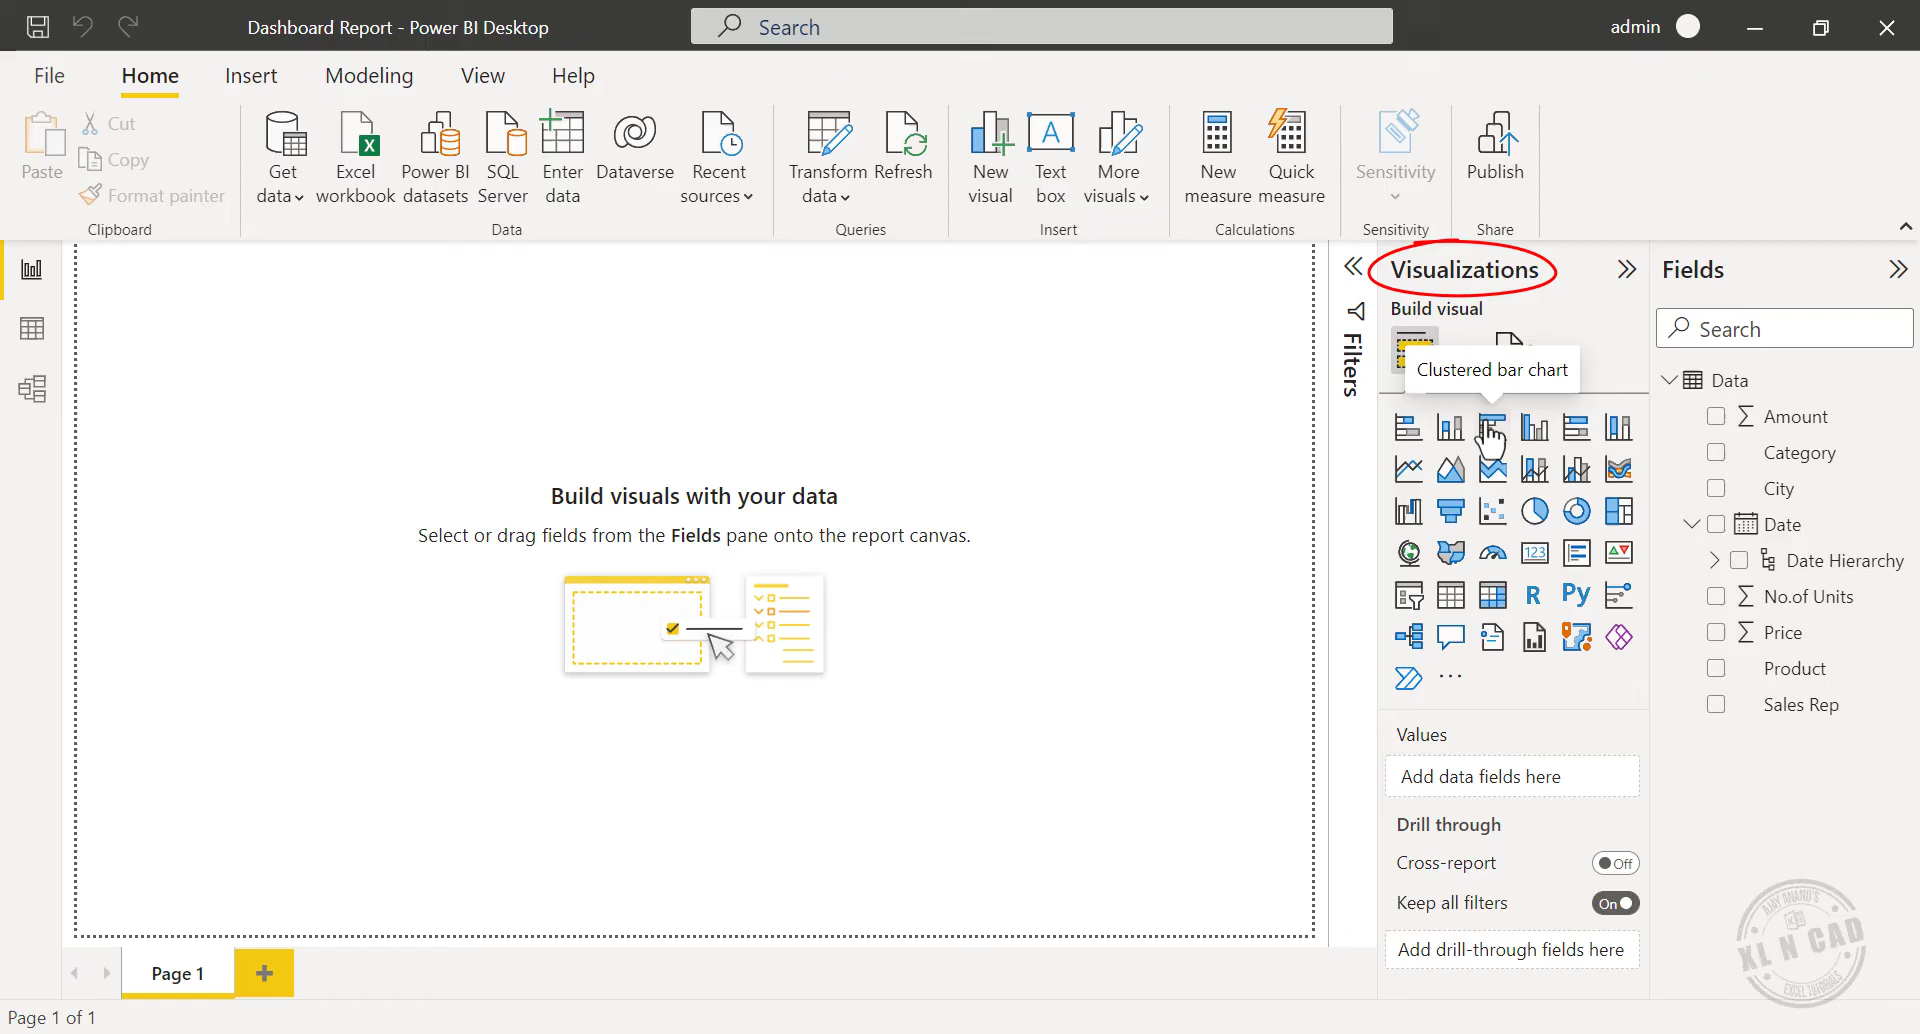 Dashboard Report - Power BI Desktop
Search
admin
File
Home
Insert
Modeling
View
Help
Paste
Cut
Copy
Format painter
Clipboard
Get data
Excel workbook
Power BI datasets
SQL Server
Enter data
Dataverse
Recent sources
Data
Transform data
Refresh
Queries
New visual
A
Text box
More visuals
Insert
New measure
Quick measure
Calculations
Sensitivity
Sensitivity
Publish
Share
Build visuals with your data
Select or drag fields from the Fields pane onto the report canvas.
Filters
Visualizations
Build visual
Clustered bar chart
123
R
Py
...
Values
Add data fields here
Drill through
Cross-report
Off
Keep all filters
On
Add drill-through fields here
Fields
Search
Data
Amount
Category
City
Date
Date Hierarchy
No.of Units
Price
Product
Sales Rep
AJAY ANAND'S
XL N CAD
EXCEL TUTORIALS
Page 1
Page 1 of 1